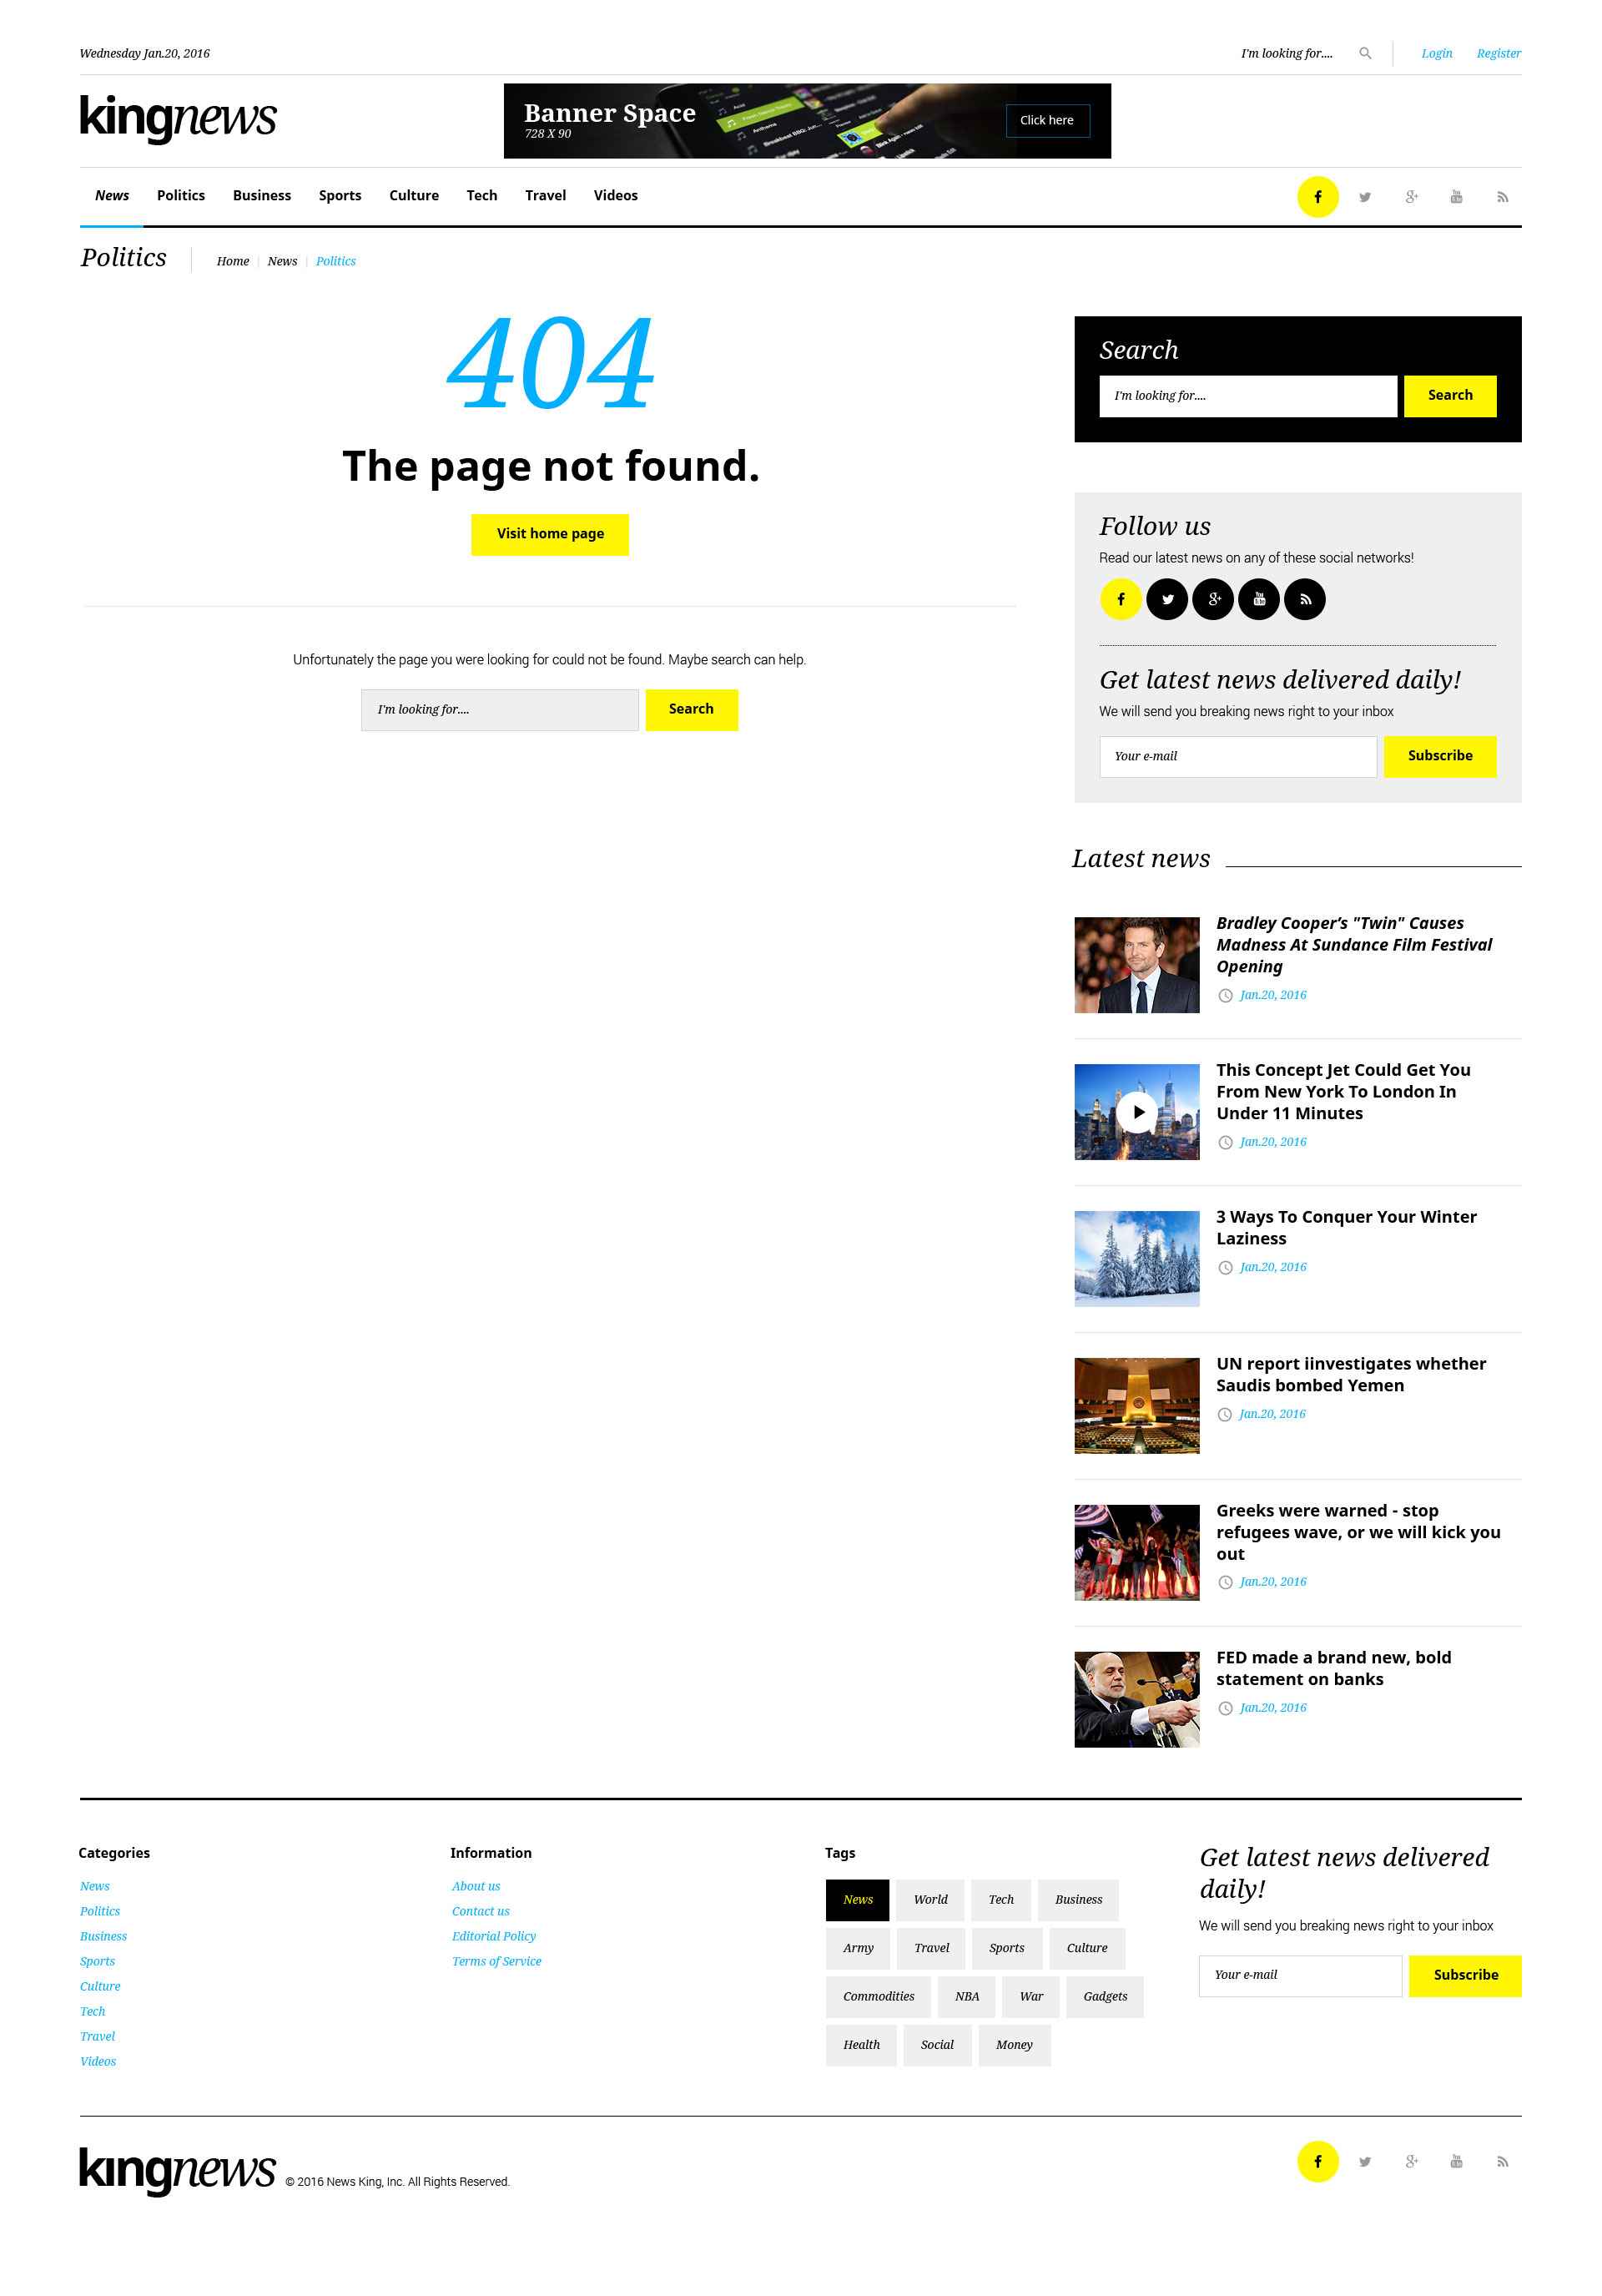 Wednesday Jan.20, 2016
I'm looking for....
Login
Register
kingnews
Banner Space
728 X 90
Click here
News
Politics
Business
Sports
Culture
Tech
Travel
Videos
Politics
Home
News
Politics
404
The page not found.
Visit home page
Unfortunately the page you were looking for could not be found. Maybe search can help.
I'm looking for....
Search
Search
I'm looking for....
Search
Follow us
Read our latest news on any of these social networks!
Get latest news delivered daily!
We will send you breaking news right to your inbox
Your e-mail
Subscribe
Latest news
Bradley Cooper’s "Twin" Causes
Madness At Sundance Film Festival
Opening
Jan.20, 2016
This Concept Jet Could Get You
From New York To London In
Under 11 Minutes
Jan.20, 2016
3 Ways To Conquer Your Winter
Laziness
Jan.20, 2016
UN report iinvestigates whether
Saudis bombed Yemen
Jan.20, 2016
Greeks were warned - stop
refugees wave, or we will kick you
out
Jan.20, 2016
FED made a brand new, bold
statement on banks
Jan.20, 2016
Categories
News
Politics
Business
Sports
Culture
Tech
Travel
Videos
Information
About us
Contact us
Editorial Policy
Terms of Service
Tags
News
World
Tech
Business
Army
Travel
Sports
Culture
Commodities
NBA
War
Gadgets
Health
Social
Money
Get latest news delivered
daily!
We will send you breaking news right to your inbox
Your e-mail
Subscribe
kingnews
© 2016 News King, Inc. All Rights Reserved.